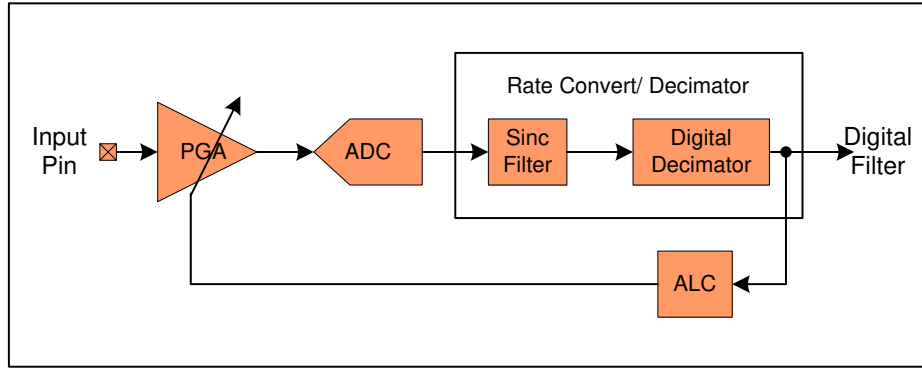 Rate Convert/ Decimator
Input
Pin
PGA
ADC
Sinc
Filter
Digital
Decimator
Digital
Filter
ALC